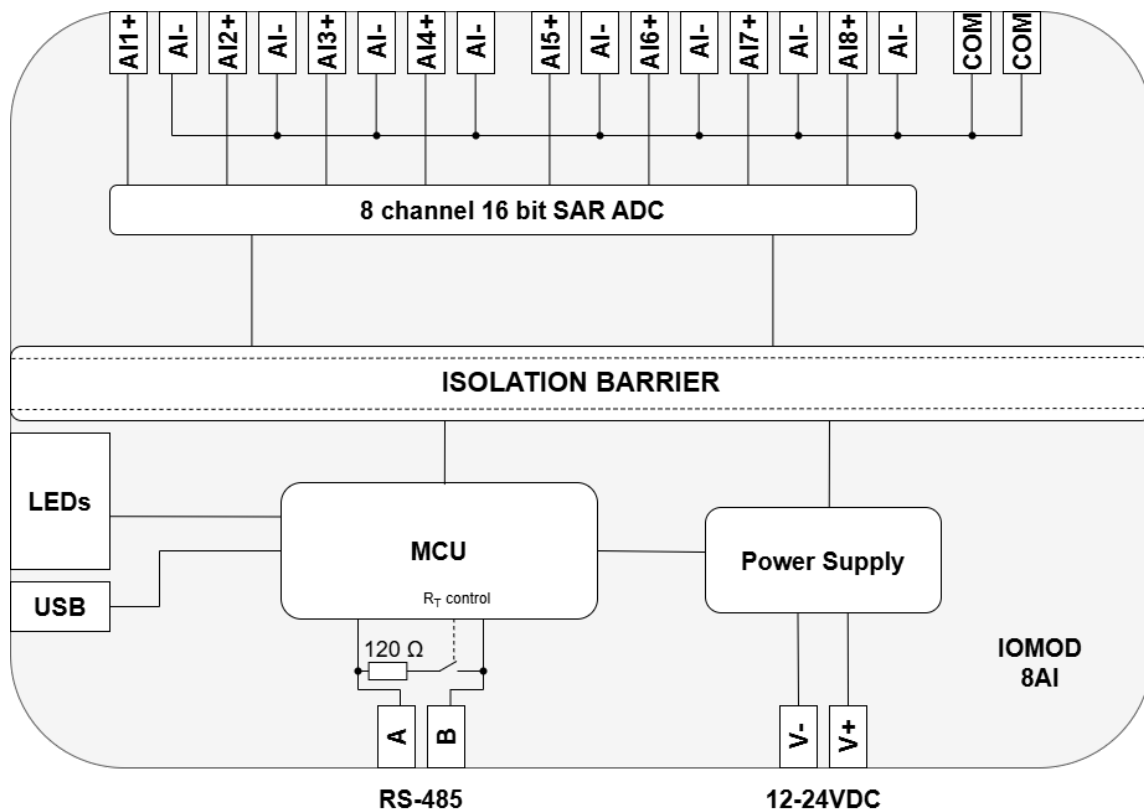 AI1+ AI- AI2+ AI- AI3+ AI- AI4+ AI- AI5+ AI- AI6+ AI- AI7+ AI- AI8+ AI- COM COM
8 channel 16 bit SAR ADC
ISOLATION BARRIER
LEDs
USB
MCU
RT control
120 Ω
Power Supply
IOMOD
8AI
A B
V- V+
RS-485
12-24VDC